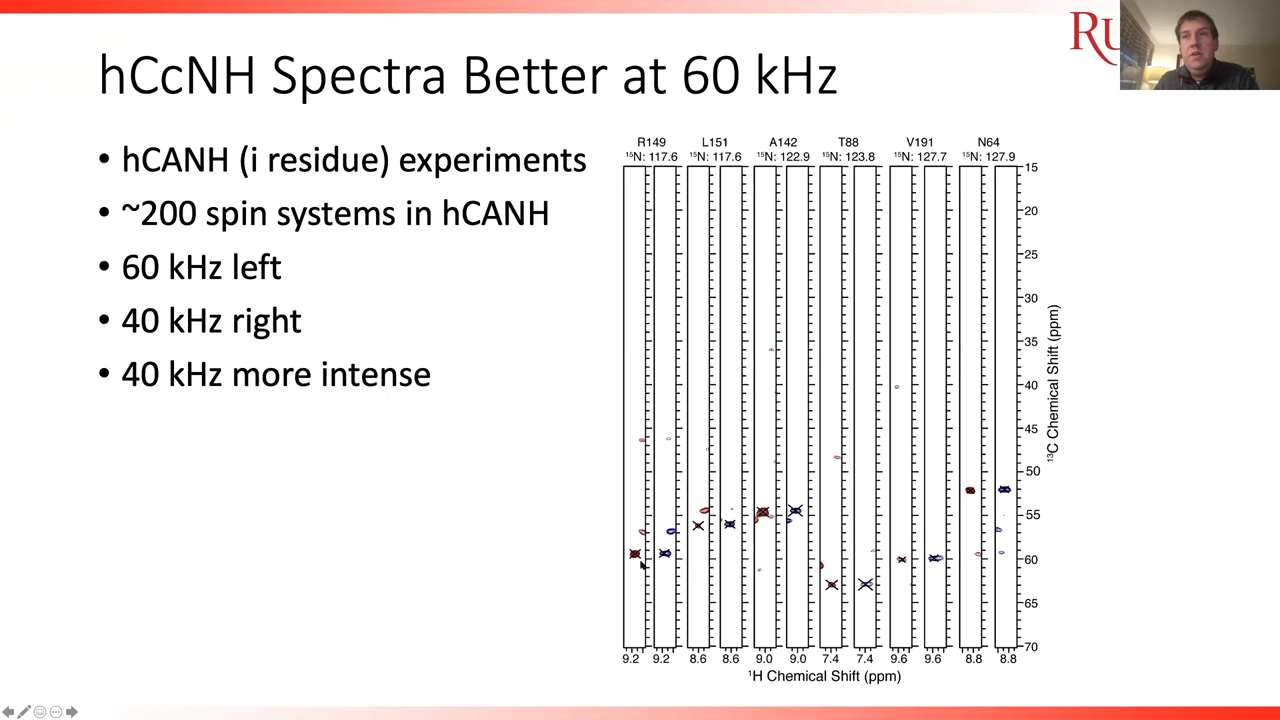 RU
hCcNH Spectra Better at 60 kHz
• hCANH (i residue) experiments
• ~200 spin systems in hCANH
• 60 kHz left
• 40 kHz right
• 40 kHz more intense
R149 L151 A142 T88 V191 N64
¹⁵N: 117.6 ¹⁵N: 117.6 ¹⁵N: 122.9 ¹⁵N: 123.8 ¹⁵N: 127.7 ¹⁵N: 127.9
15
20
25
30
35
40
45
50
55
60
65
70
¹³C Chemical Shift (ppm)
9.2 9.2 8.6 8.6 9.0 9.0 7.4 7.4 9.6 9.6 8.8 8.8
¹H Chemical Shift (ppm)